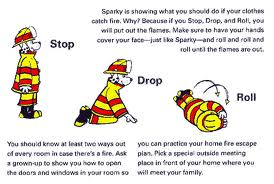 Sparky is showing what you should do if your clothes
catch fire. Why? Because if you Stop, Drop, and Roll, you
will put out the flames. Make sure to have your hands
cover your face—just like Sparky—and roll and roll and
roll until the flames are out.
Stop
Drop
Roll
You should know at least two ways out
of every room in case there's a fire. Ask
a grown-up to show you how to open
the doors and windows in your room so
you can practice your home fire escape
plan. Pick a special outside meeting
place in front of your home where you
will meet your family.